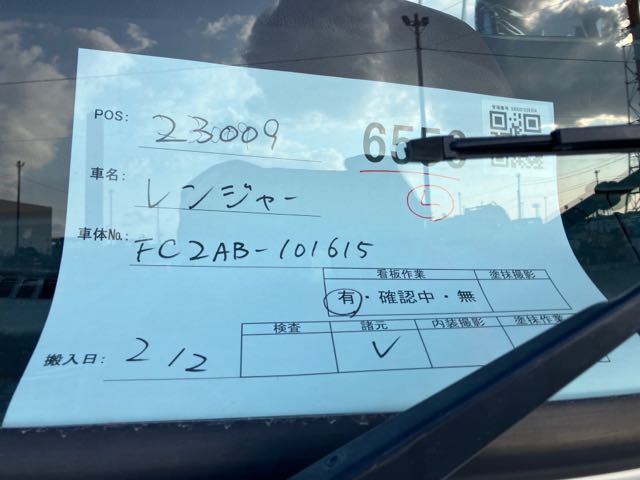 POS: 23009
車名: レンジャー
車体No. FC2AB-101615
看板作業 塗抹撮影
有・確認中・無
検査 諸元 内装撮影 塗抹作業
搬入日: 2/2 ✓